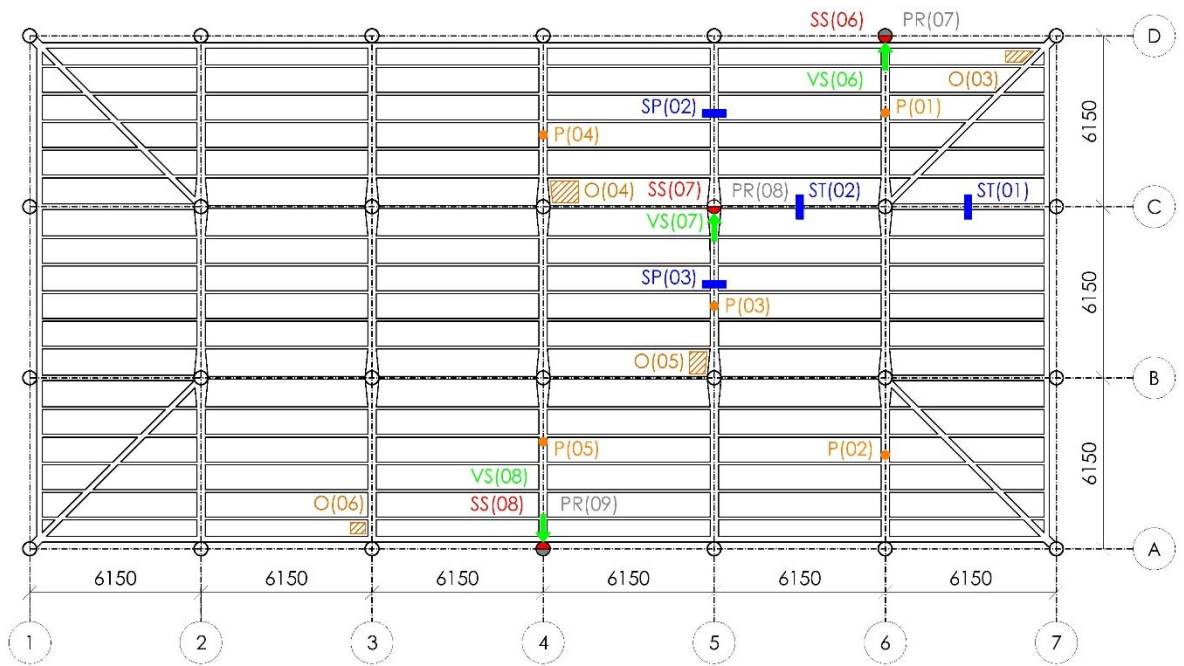 SS(06) PR(07)
D
VS(06) O(03)
SP(02) P(01)
P(04)
6150
O(04) SS(07) PR(08) ST(02) ST(01)
C
VS(07)
SP(03)
P(03)
6150
O(05)
B
P(05) P(02)
6150
VS(08)
O(06) SS(08) PR(09)
A
6150 6150 6150 6150 6150 6150
1 2 3 4 5 6 7